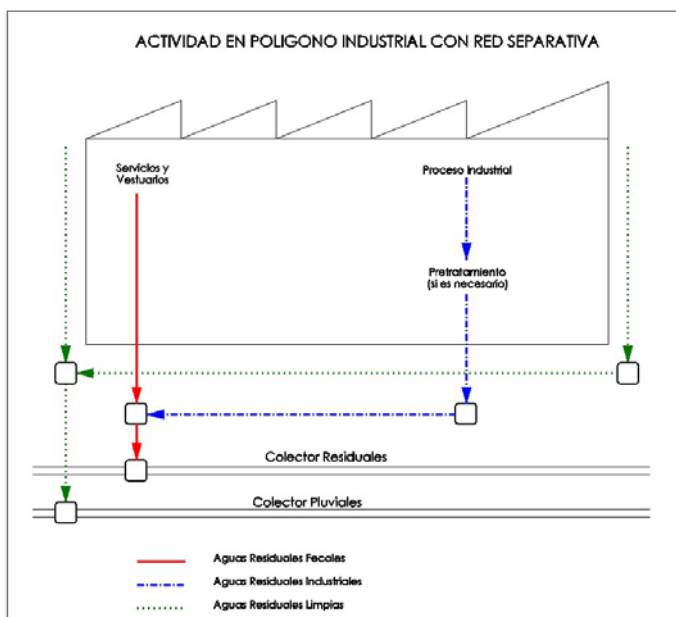 ACTIVIDAD EN POLIGONO INDUSTRIAL CON RED SEPARATIVA
Servicios y
Vestuarios
Proceso Industrial
Pretratamiento
(si es necesario)
Colector Residuales
Colector Pluviales
Aguas Residuales Fecales
Aguas Residuales Industriales
Aguas Residuales Limpias